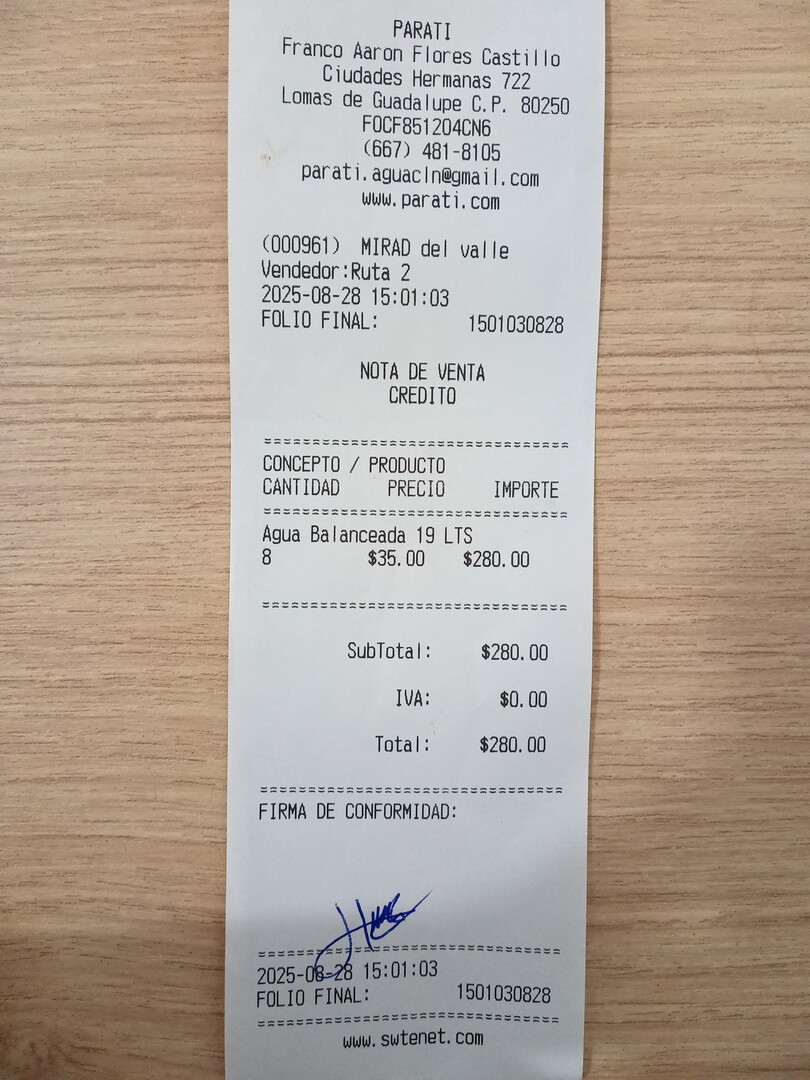 PARATI
Franco Aaron Flores Castillo
Ciudades Hermanas 722
Lomas de Guadalupe C.P. 80250
FOCF851204CN6
(667) 481-8105
parati.aguacln@gmail.com
www.parati.com
(000961) MIRAD del valle
Vendedor:Ruta 2
2025-08-28 15:01:03
FOLIO FINAL: 1501030828
NOTA DE VENTA
CREDITO
================================
CONCEPTO / PRODUCTO
CANTIDAD PRECIO IMPORTE
================================
Agua Balanceada 19 LTS
8 $35.00 $280.00
================================
SubTotal: $280.00
IVA: $0.00
Total: $280.00
================================
FIRMA DE CONFORMIDAD:
================================
2025-08-28 15:01:03
FOLIO FINAL: 1501030828
================================
www.swtenet.com